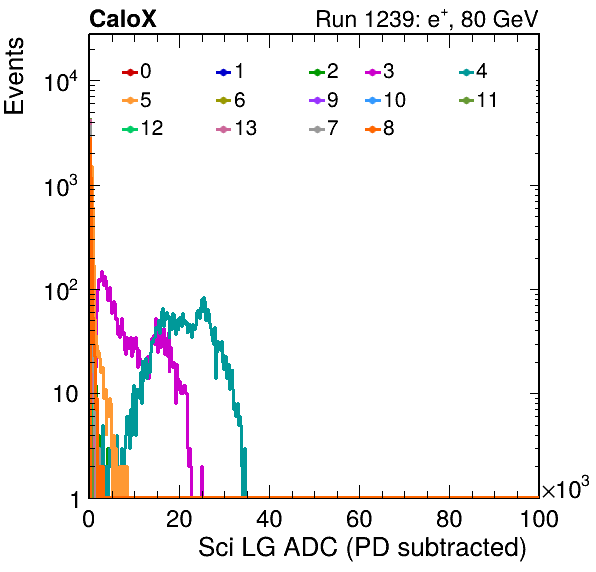 CaloX
Run 1239: e⁺, 80 GeV
Events
0 1 2 3 4
5 6 9 10 11
12 13 7 8
10⁴
10³
10²
10
1
0 20 40 60 80 100
×10³
Sci LG ADC (PD subtracted)